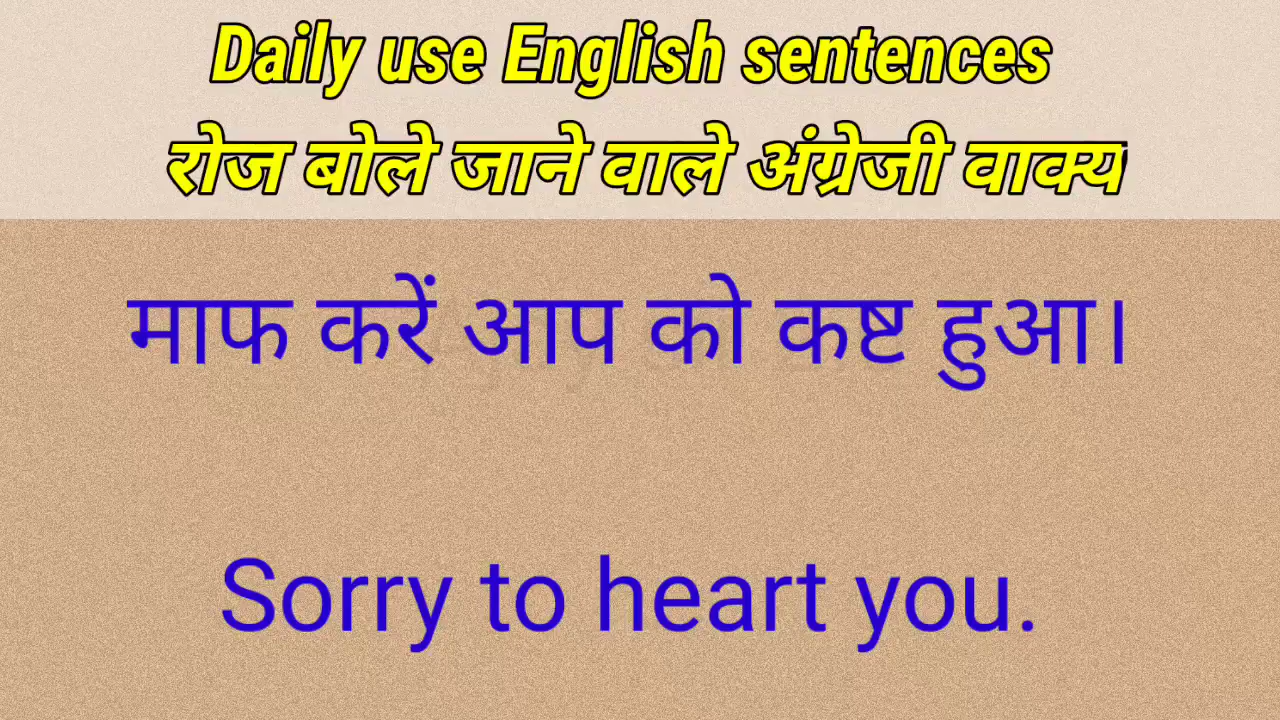 Daily use English sentences
रोज बोले जाने वाले अंग्रेजी वाक्य
माफ करें आप को कष्ट हुआ।
Sorry to heart you.